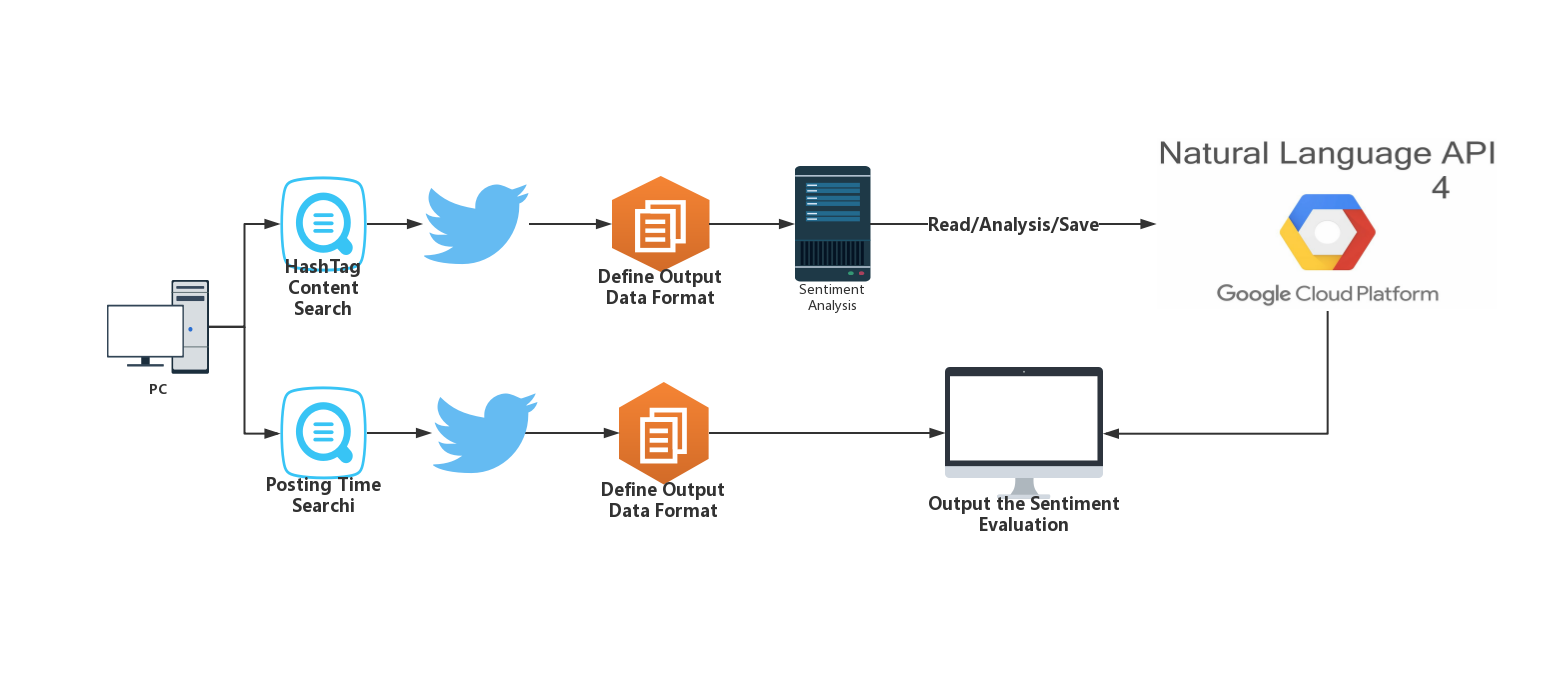 Natural Language API
4
Google Cloud Platform
HashTag
Content
Search
Define Output
Data Format
Sentiment
Analysis
Read/Analysis/Save
PC
Posting Time
Searchi
Define Output
Data Format
Output the Sentiment
Evaluation